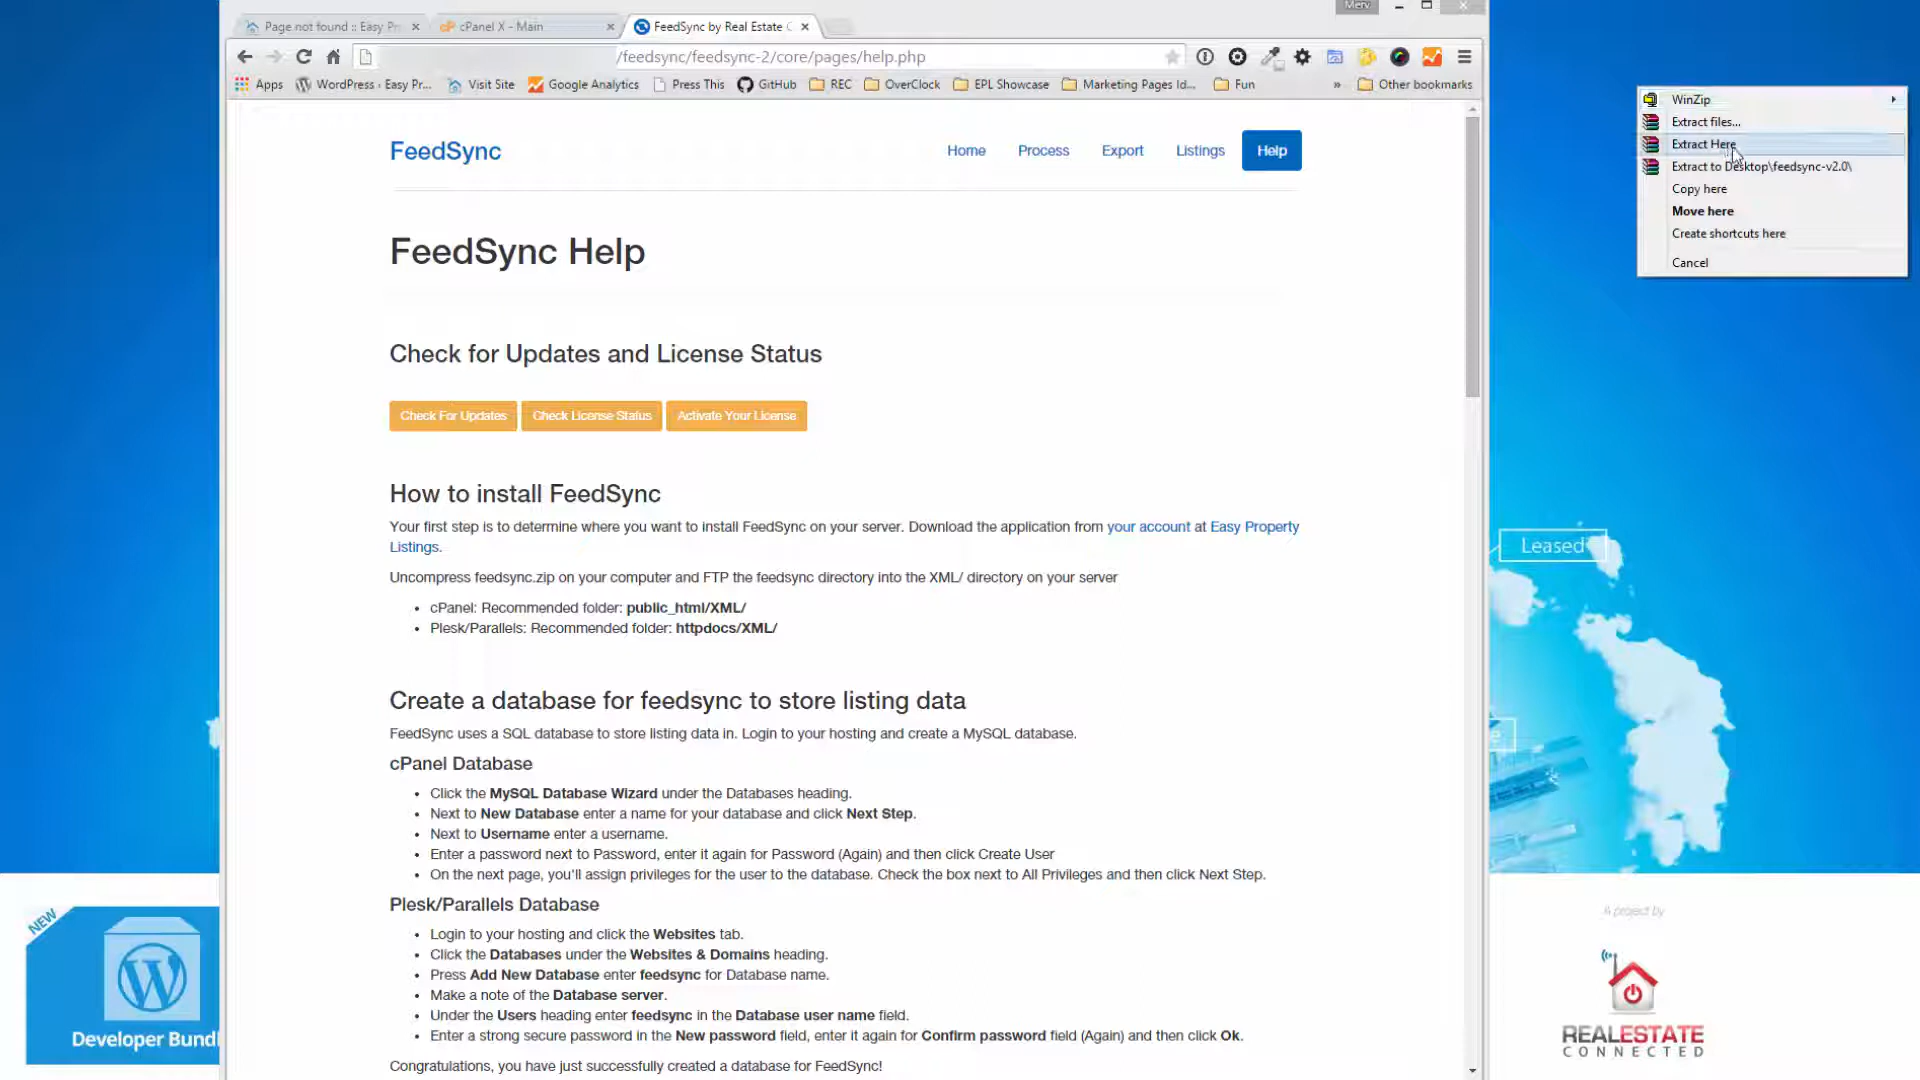 Merv
Page not found :: Easy Pr
cPanel X - Main
FeedSync by Real Estate C
/feedsync/feedsync-2/core/pages/help.php
Apps
WordPress ‹ Easy Pr...
Visit Site
Google Analytics
Press This
GitHub
REC
OverClock
EPL Showcase
Marketing Pages Id...
Fun
»
Other bookmarks
WinZip
Extract files...
Extract Here
Extract to Desktop\feedsync-v2.0\
Copy here
Move here
Create shortcuts here
Cancel
FeedSync
Home
Process
Export
Listings
Help
FeedSync Help
Check for Updates and License Status
Check For Updates
Check License Status
Activate Your License
How to install FeedSync
Your first step is to determine where you want to install FeedSync on your server. Download the application from your account at Easy Property
Listings.
Uncompress feedsync.zip on your computer and FTP the feedsync directory into the XML/ directory on your server
• cPanel: Recommended folder: public_html/XML/
• Plesk/Parallels: Recommended folder: httpdocs/XML/
Create a database for feedsync to store listing data
FeedSync uses a SQL database to store listing data in. Login to your hosting and create a MySQL database.
cPanel Database
• Click the MySQL Database Wizard under the Databases heading.
• Next to New Database enter a name for your database and click Next Step.
• Next to Username enter a username.
• Enter a password next to Password, enter it again for Password (Again) and then click Create User
• On the next page, you'll assign privileges for the user to the database. Check the box next to All Privileges and then click Next Step.
Plesk/Parallels Database
• Login to your hosting and click the Websites tab.
• Click the Databases under the Websites & Domains heading.
• Press Add New Database enter feedsync for Database name.
• Make a note of the Database server.
• Under the Users heading enter feedsync in the Database user name field.
• Enter a strong secure password in the New password field, enter it again for Confirm password field (Again) and then click Ok.
Congratulations, you have just successfully created a database for FeedSync!
Leased
e
NEW
Developer Bundl
A project by
REALESTATE
CONNECTED